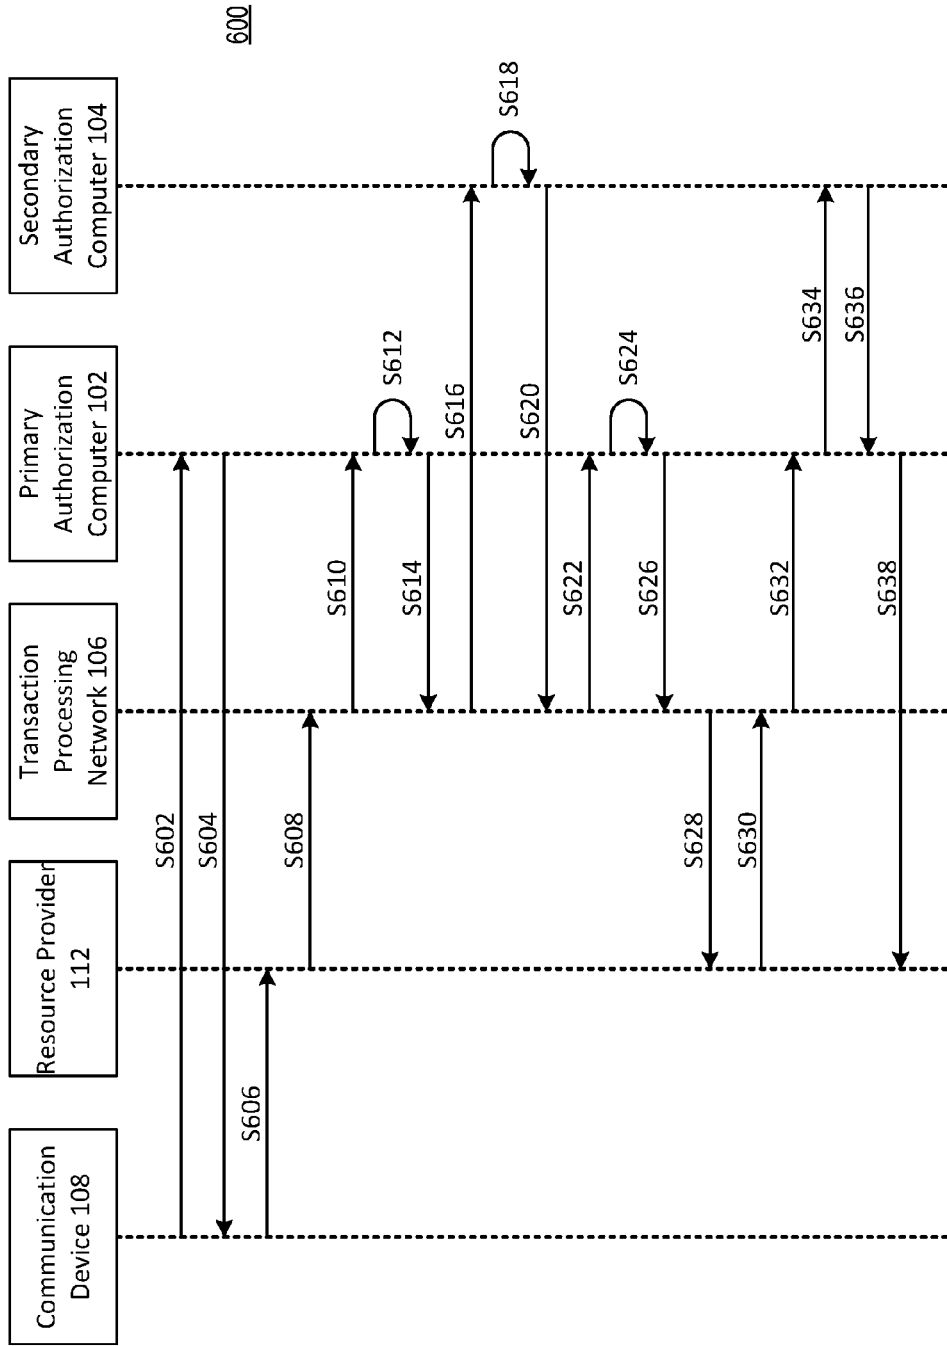 600
Communication
Device 108
Resource Provider
112
Transaction
Processing
Network 106
Primary
Authorization
Computer 102
Secondary
Authorization
Computer 104
S602
S604
S606
S608
S610
S612
S614
S616
S618
S620
S622
S624
S626
S628
S630
S632
S634
S636
S638